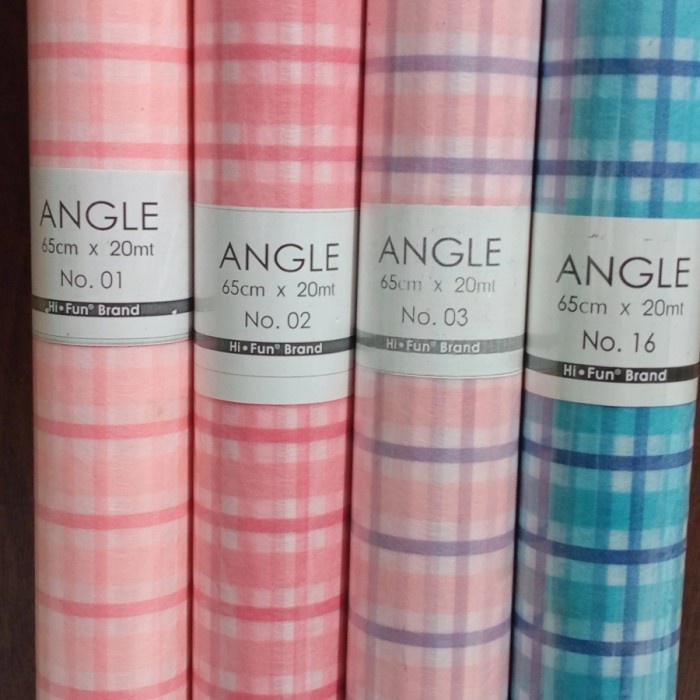 ANGLE
65cm x 20mt
No. 01
Hi•Fun® Brand
ANGLE
65cm x 20mt
No. 02
Hi•Fun® Brand
ANGLE
65cm x 20mt
No. 03
Hi•Fun® Brand
ANGLE
65cm x 20mt
No. 16
Hi•Fun® Brand